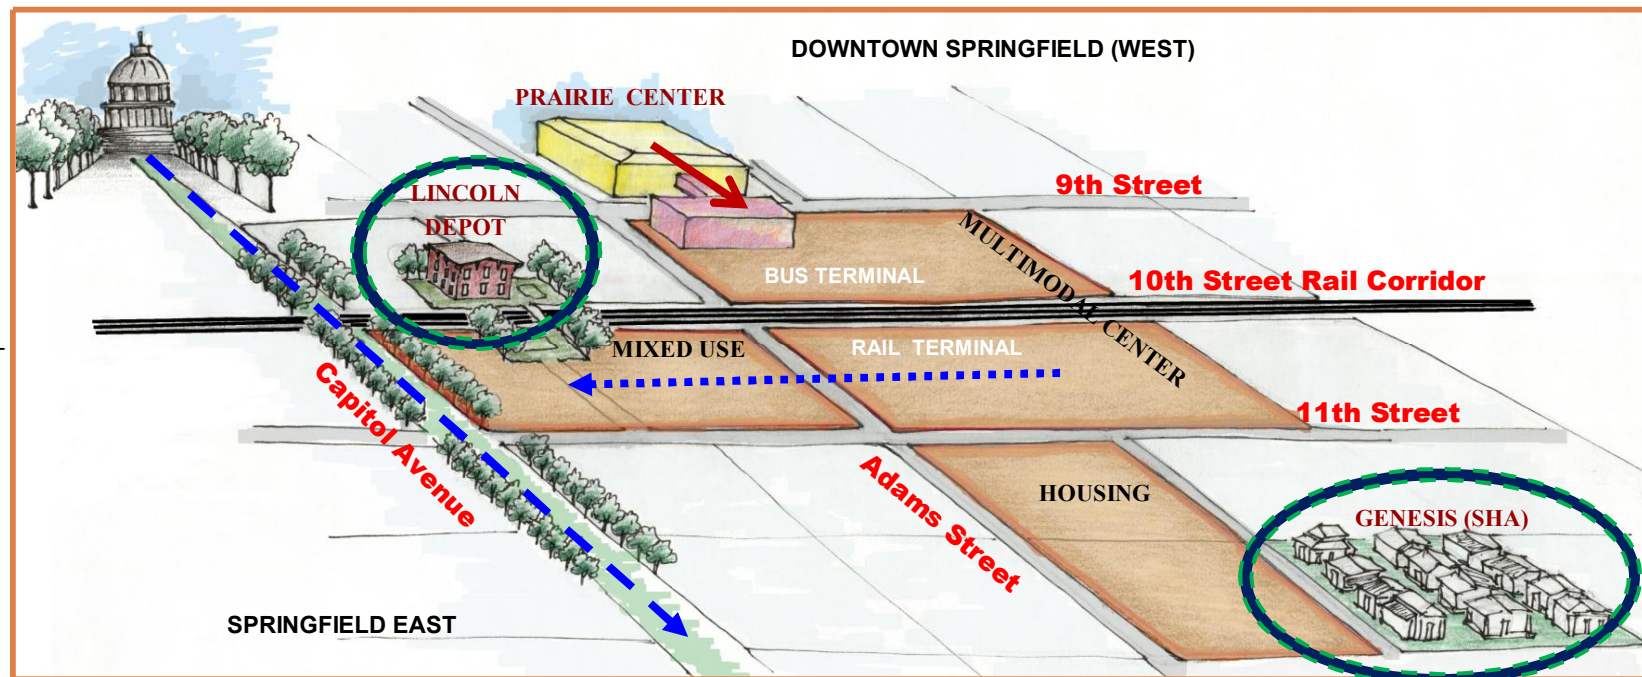 DOWNTOWN SPRINGFIELD (WEST)
PRAIRIE CENTER
9th Street
LINCOLN
DEPOT
MULTIMODAL CENTER
BUS TERMINAL
10th Street Rail Corridor
MIXED USE
RAIL TERMINAL
Capitol Avenue
11th Street
Adams Street
HOUSING
GENESIS (SHA)
SPRINGFIELD EAST